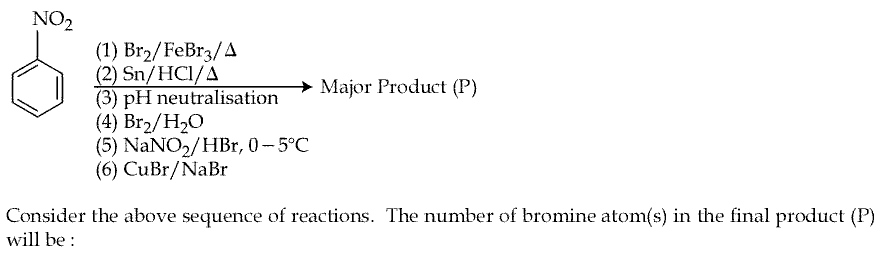 NO₂
(1) Br₂/FeBr₃/Δ
(2) Sn/HCl/Δ
(3) pH neutralisation
(4) Br₂/H₂O
(5) NaNO₂/HBr, 0 – 5°C
(6) CuBr/NaBr
Major Product (P)
Consider the above sequence of reactions. The number of bromine atom(s) in the final product (P)
will be :